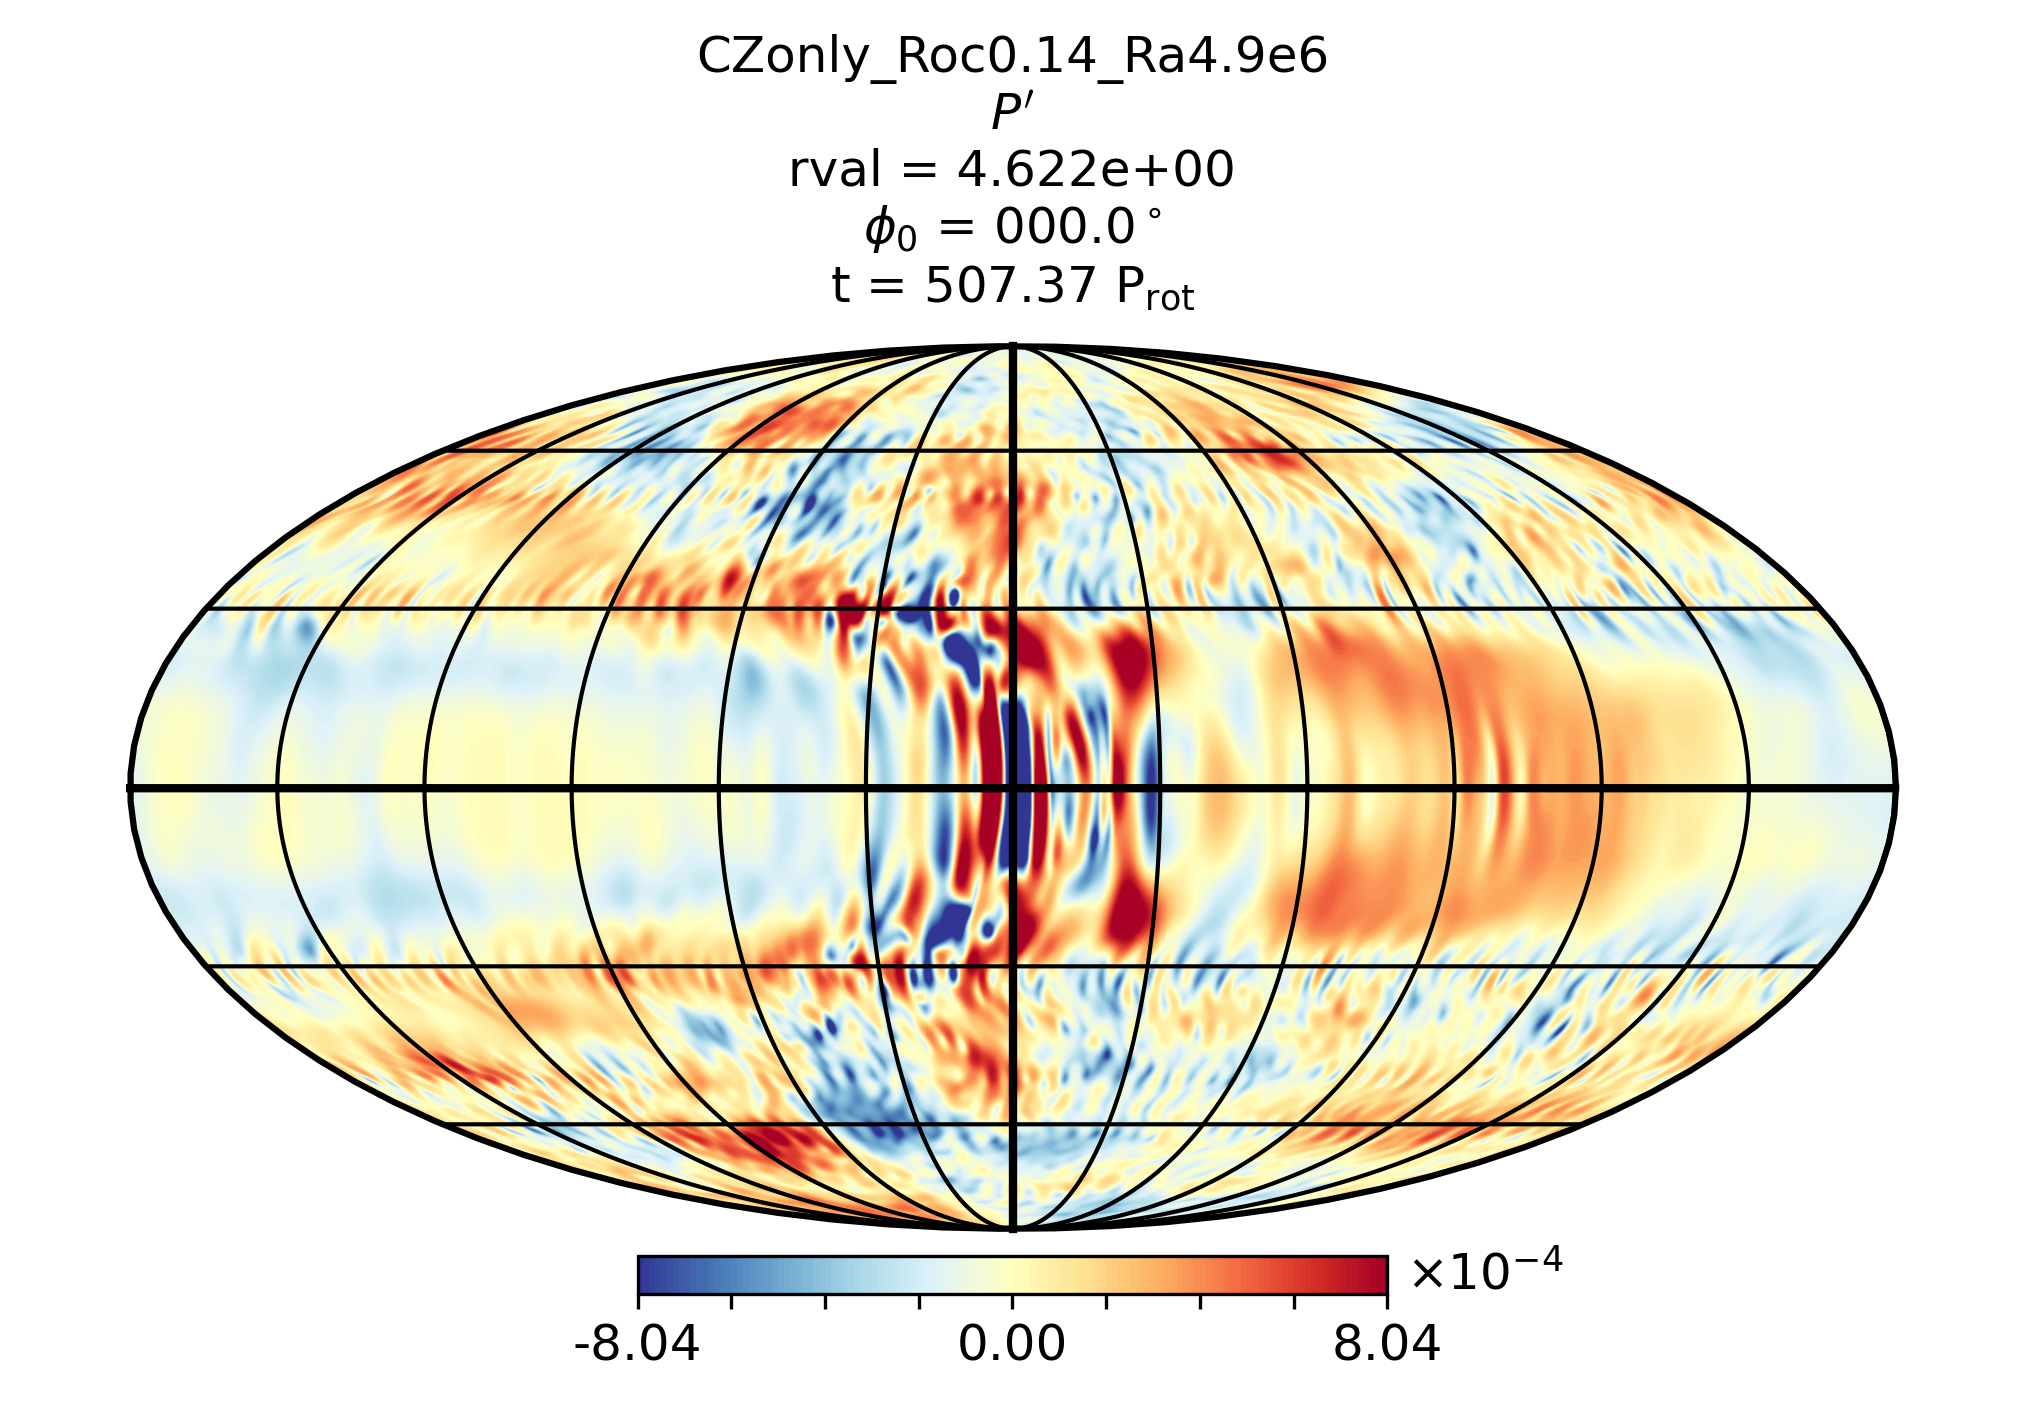 CZonly_Roc0.14_Ra4.9e6
P′
rval = 4.622e+00
ϕ₀ = 000.0°
t = 507.37 P_rot
×10⁻⁴
-8.04 0.00 8.04